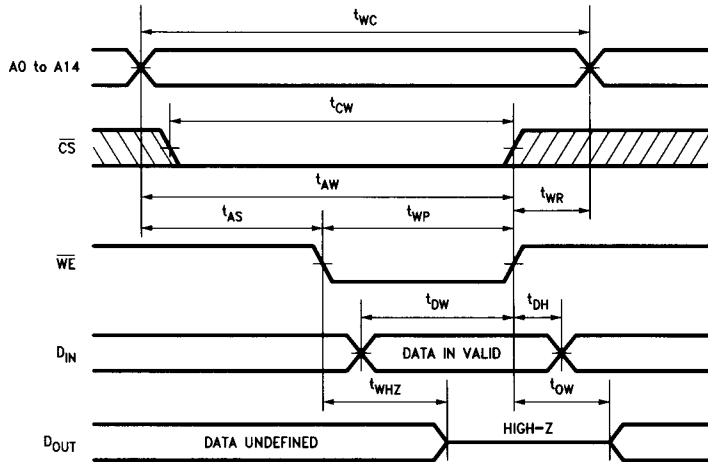 tWC
A0 to A14
tCW
CS
tAW
tWR
tAS
tWP
WE
tDW
tDH
DIN
DATA IN VALID
tWHZ
tOW
DOUT
DATA UNDEFINED
HIGH-Z